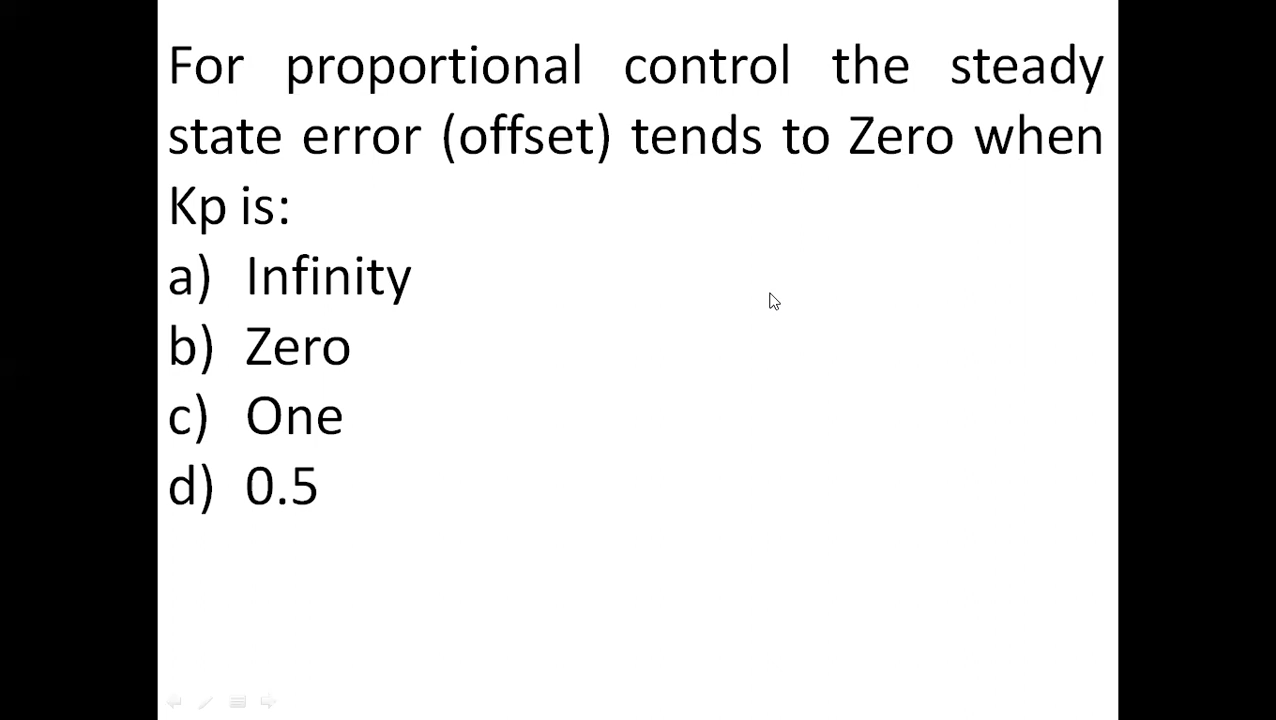 For proportional control the steady
state error (offset) tends to Zero when
Kp is:
a) Infinity
b) Zero
c) One
d) 0.5